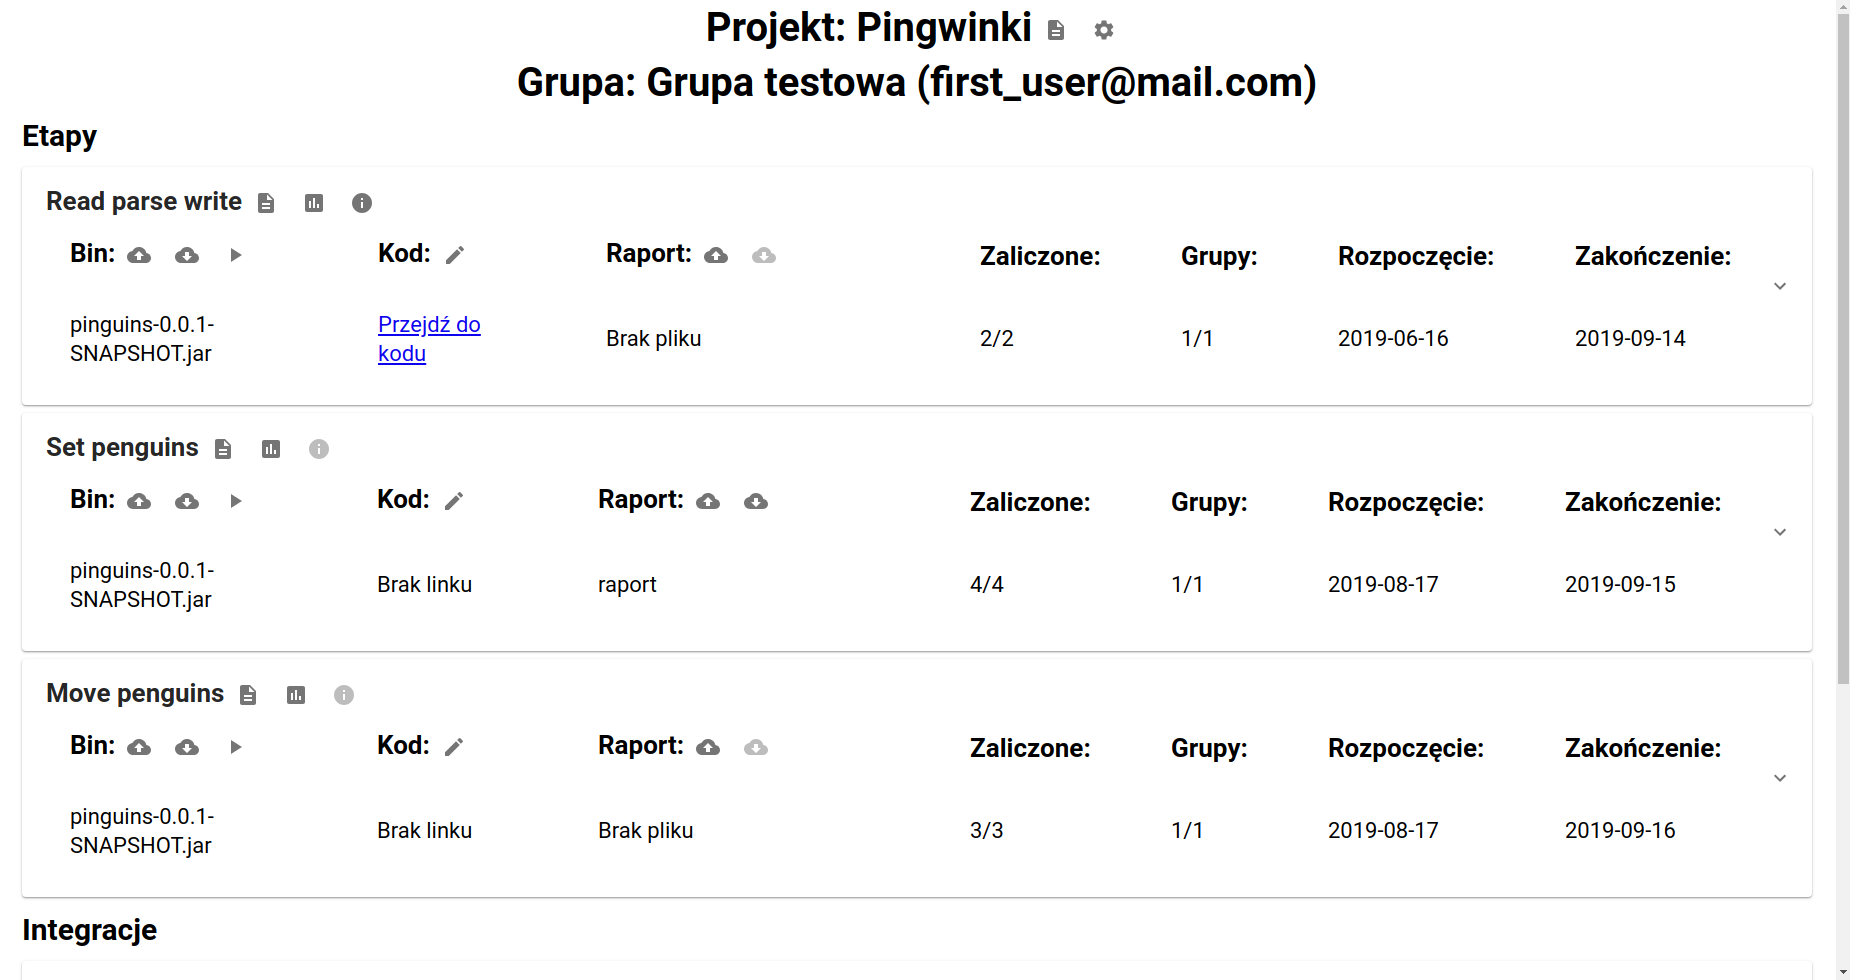 Projekt: Pingwinki
Grupa: Grupa testowa (first_user@mail.com)
Etapy
Read parse write
Bin: Kod: Raport: Zaliczone: Grupy: Rozpoczęcie: Zakończenie:
pinguins-0.0.1-
SNAPSHOT.jar
Przejdź do
kodu
Brak pliku 2/2 1/1 2019-06-16 2019-09-14
Set penguins
Bin: Kod: Raport: Zaliczone: Grupy: Rozpoczęcie: Zakończenie:
pinguins-0.0.1-
SNAPSHOT.jar
Brak linku raport 4/4 1/1 2019-08-17 2019-09-15
Move penguins
Bin: Kod: Raport: Zaliczone: Grupy: Rozpoczęcie: Zakończenie:
pinguins-0.0.1-
SNAPSHOT.jar
Brak linku Brak pliku 3/3 1/1 2019-08-17 2019-09-16
Integracje